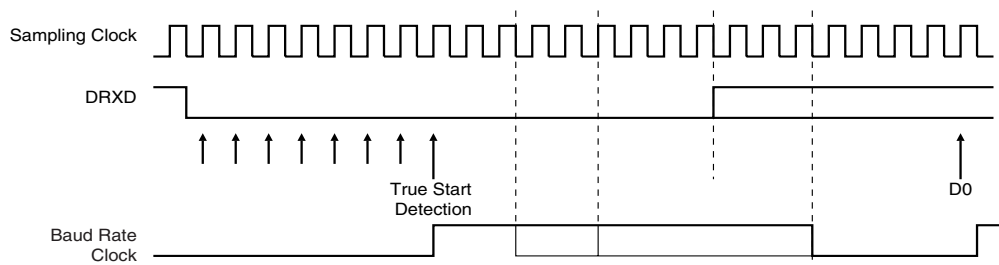 Sampling Clock
DRXD
True Start
Detection
D0
Baud Rate
Clock